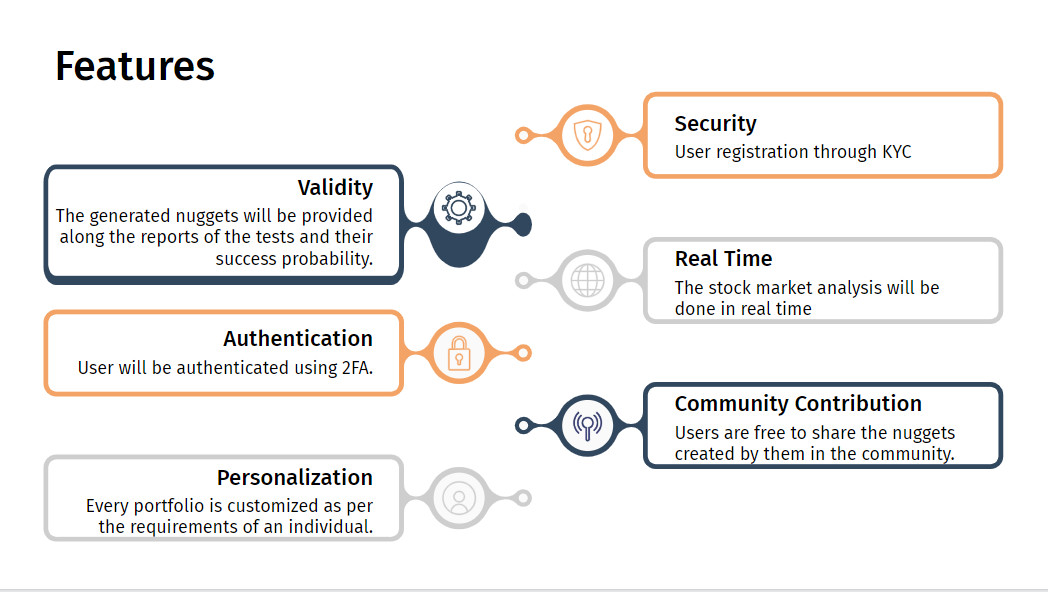 Features
Security
User registration through KYC
Validity
The generated nuggets will be provided
along the reports of the tests and their
success probability.
Real Time
The stock market analysis will be
done in real time
Authentication
User will be authenticated using 2FA.
Community Contribution
Users are free to share the nuggets
created by them in the community.
Personalization
Every portfolio is customized as per
the requirements of an individual.